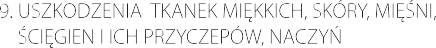 9. USZKODZENIA  TKANEK MIĘKKICH, SKÓRY, MIĘŚNI,
ŚCIĘGIEN I ICH PRZYCZEPÓW, NACZYŃ